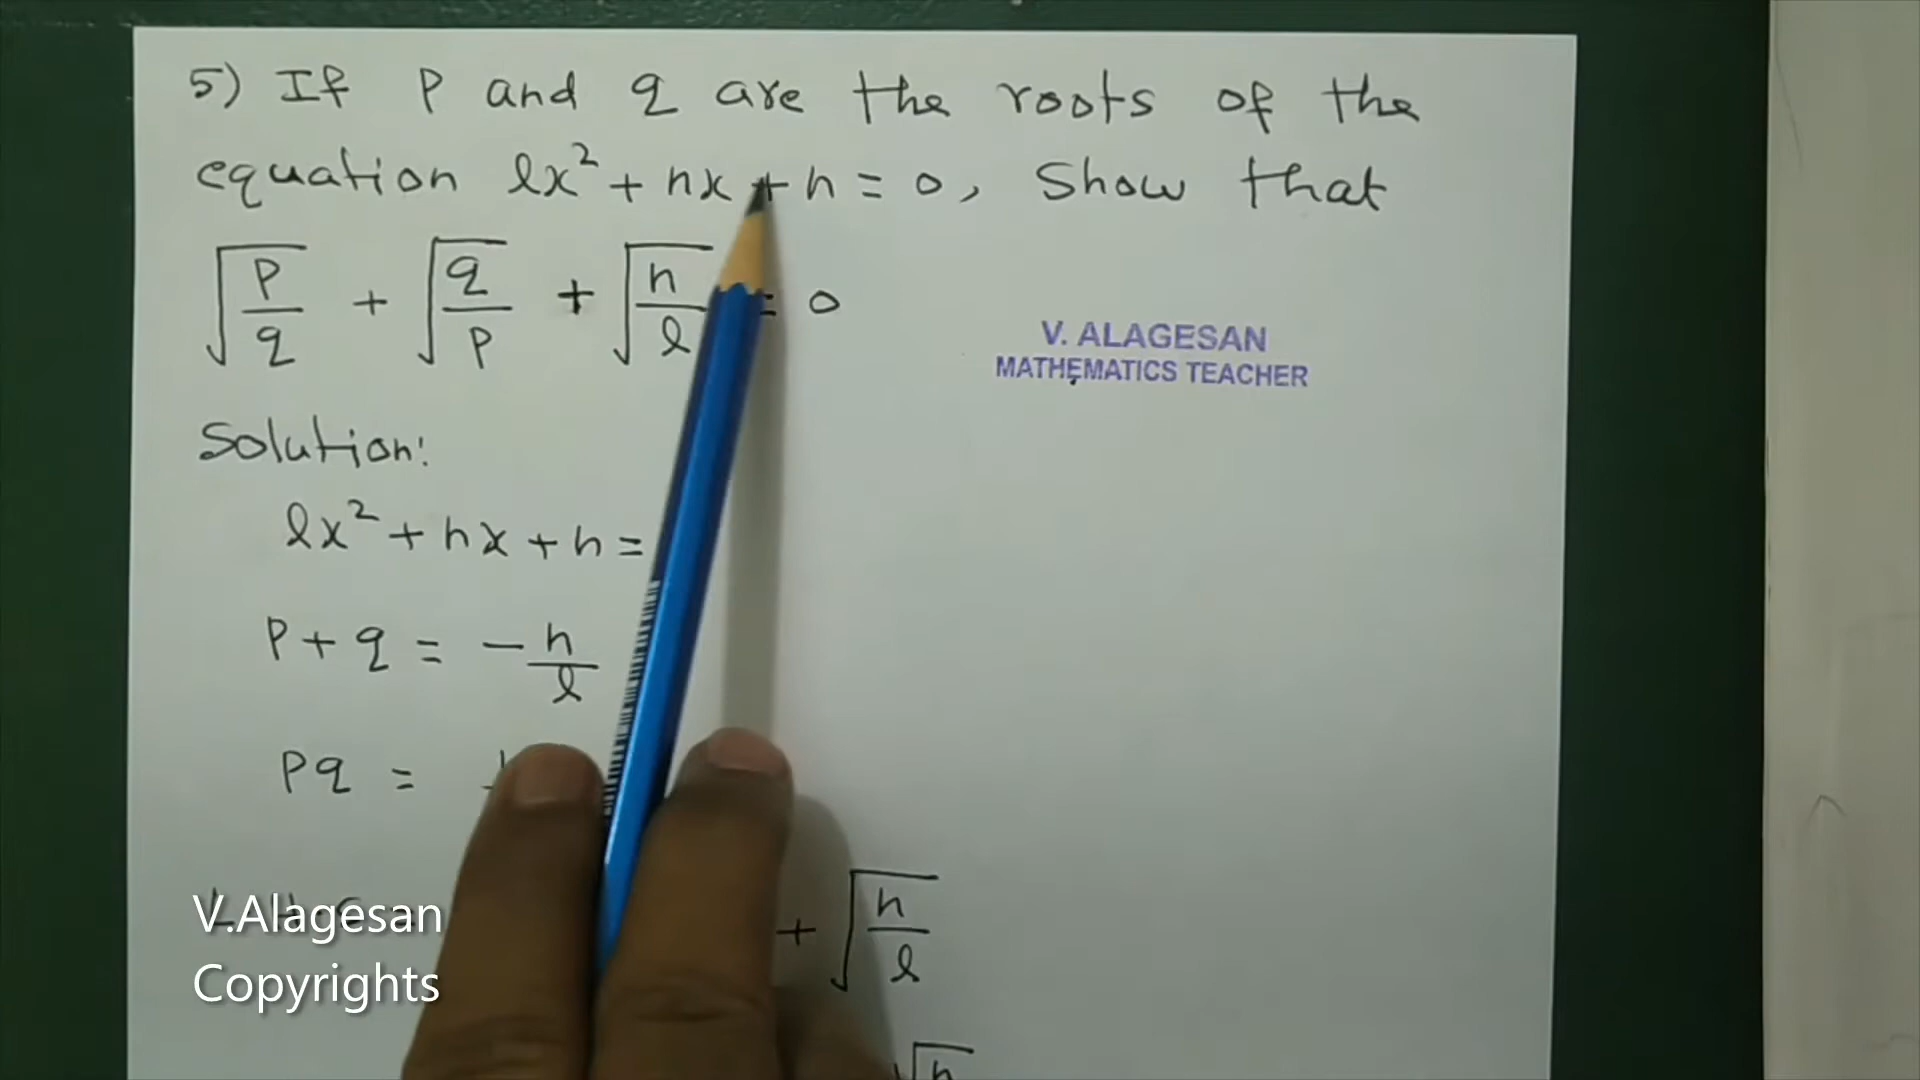 5) If p and q are the roots of the
equation lx² + nx + n = 0, Show that
√(p/q) + √(q/p) + √(n/l) = 0
V. ALAGESAN
MATHEMATICS TEACHER
Solution:
lx² + nx + n =
p + q = -n/l
pq =
+ √(n/l)
V.Alagesan
Copyrights